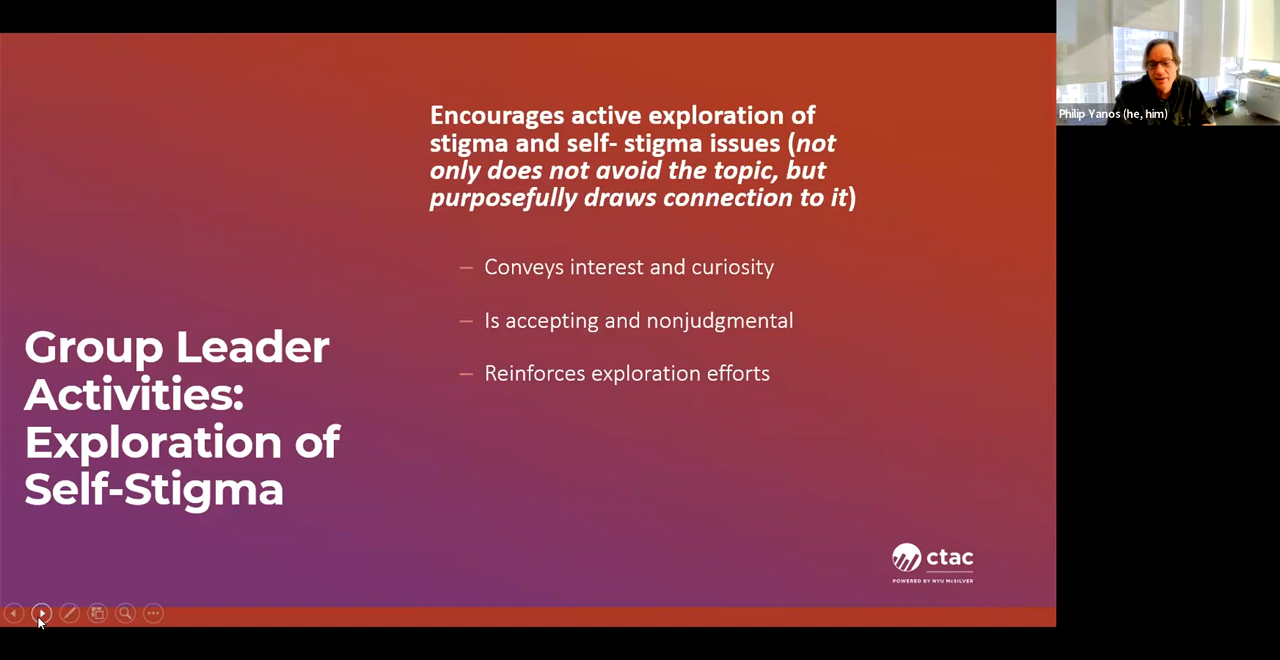 Encourages active exploration of
stigma and self- stigma issues (not
only does not avoid the topic, but
purposefully draws connection to it)
– Conveys interest and curiosity
– Is accepting and nonjudgmental
– Reinforces exploration efforts
Group Leader
Activities:
Exploration of
Self-Stigma
ctac
POWERED BY NYU McSILVER
Philip Yanos (he, him)